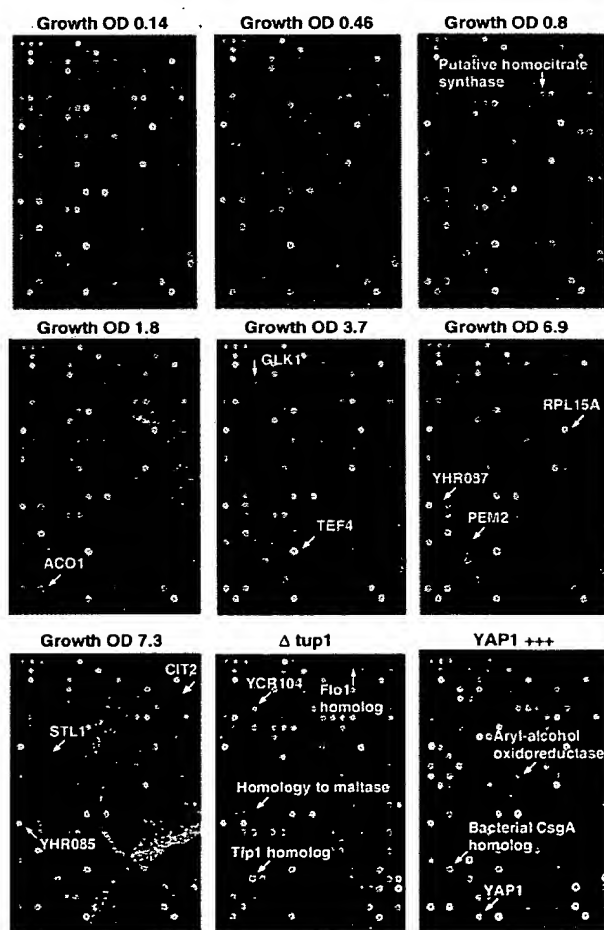 Growth OD 0.14
Growth OD 0.46
Growth OD 0.8
Putative homocitrate
synthase
Growth OD 1.8
Growth OD 3.7
Growth OD 6.9
GLK1
RPL15A
YHR087
PEM2
TEF4
ACO1
Growth OD 7.3
Δ tup1
YAP1 +++
CIT2
YCR104
Flo1
homolog
STL1
Aryl-alcohol
oxidoreductase
Homology to maltase
YHR085
Tip1 homolog
Bacterial CsgA
homolog
YAP1